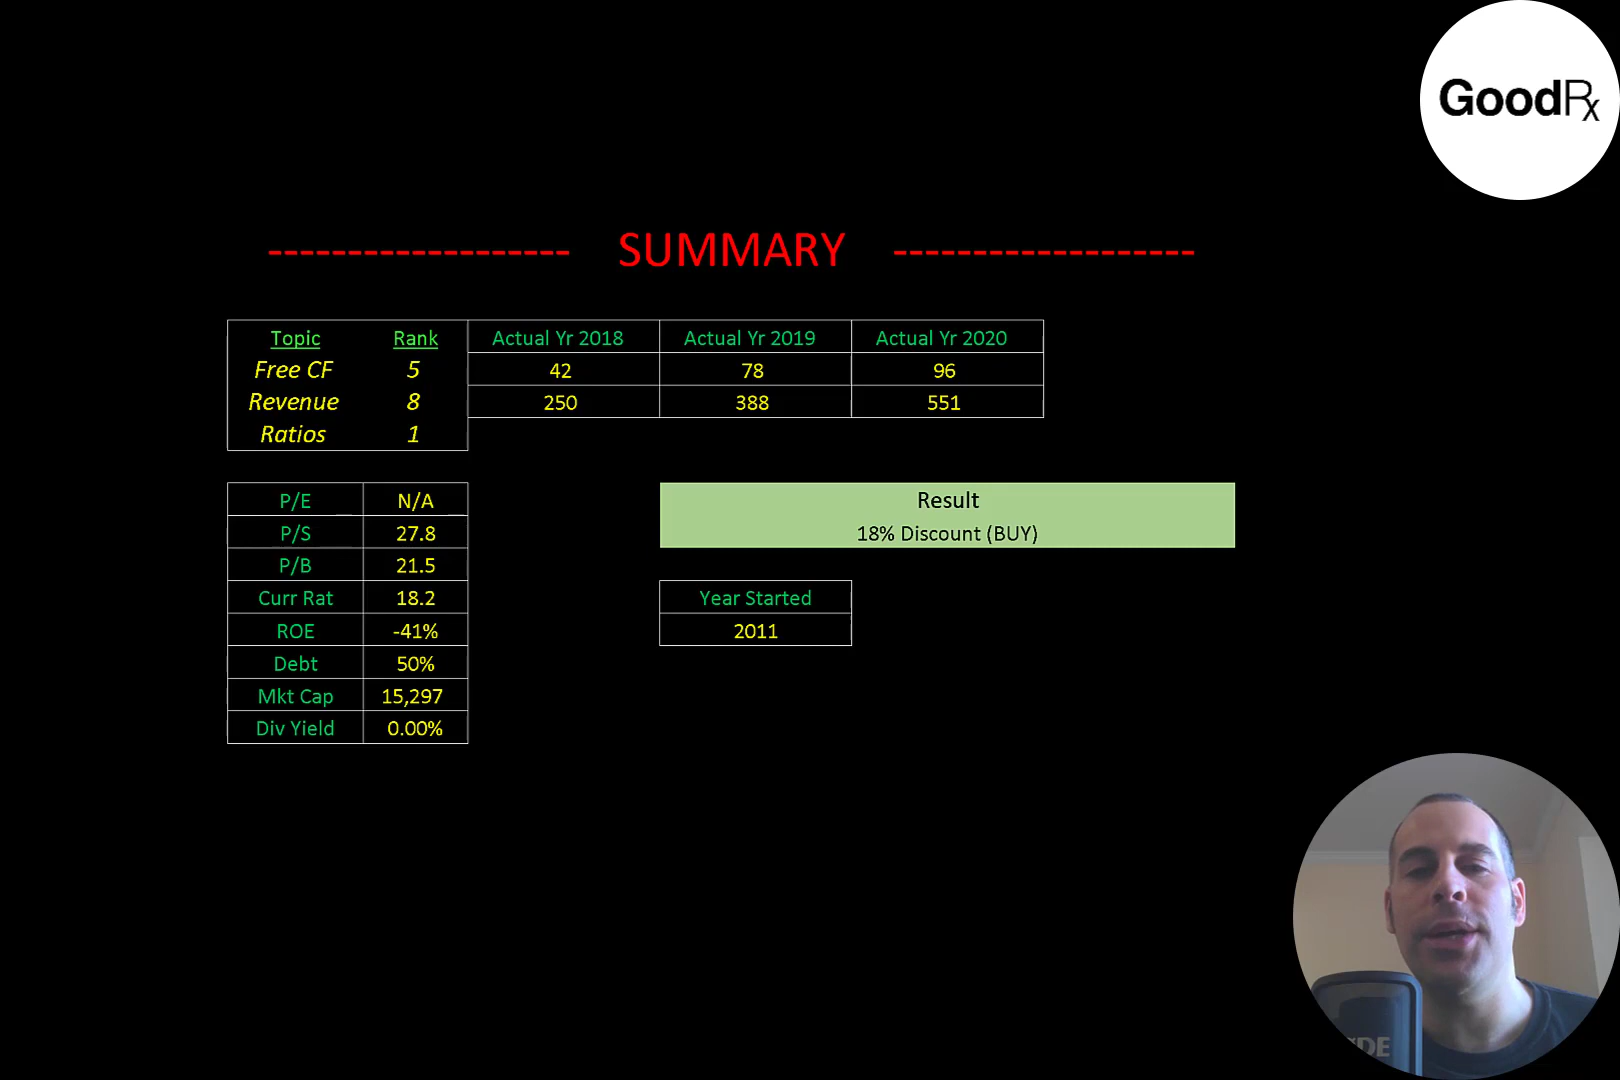 GoodRx
------------------- SUMMARY -------------------
Topic Rank Actual Yr 2018 Actual Yr 2019 Actual Yr 2020
Free CF 5 42 78 96
Revenue 8 250 388 551
Ratios 1
P/E N/A
P/S 27.8
P/B 21.5
Curr Rat 18.2
ROE -41%
Debt 50%
Mkt Cap 15,297
Div Yield 0.00%
Result
18% Discount (BUY)
Year Started
2011